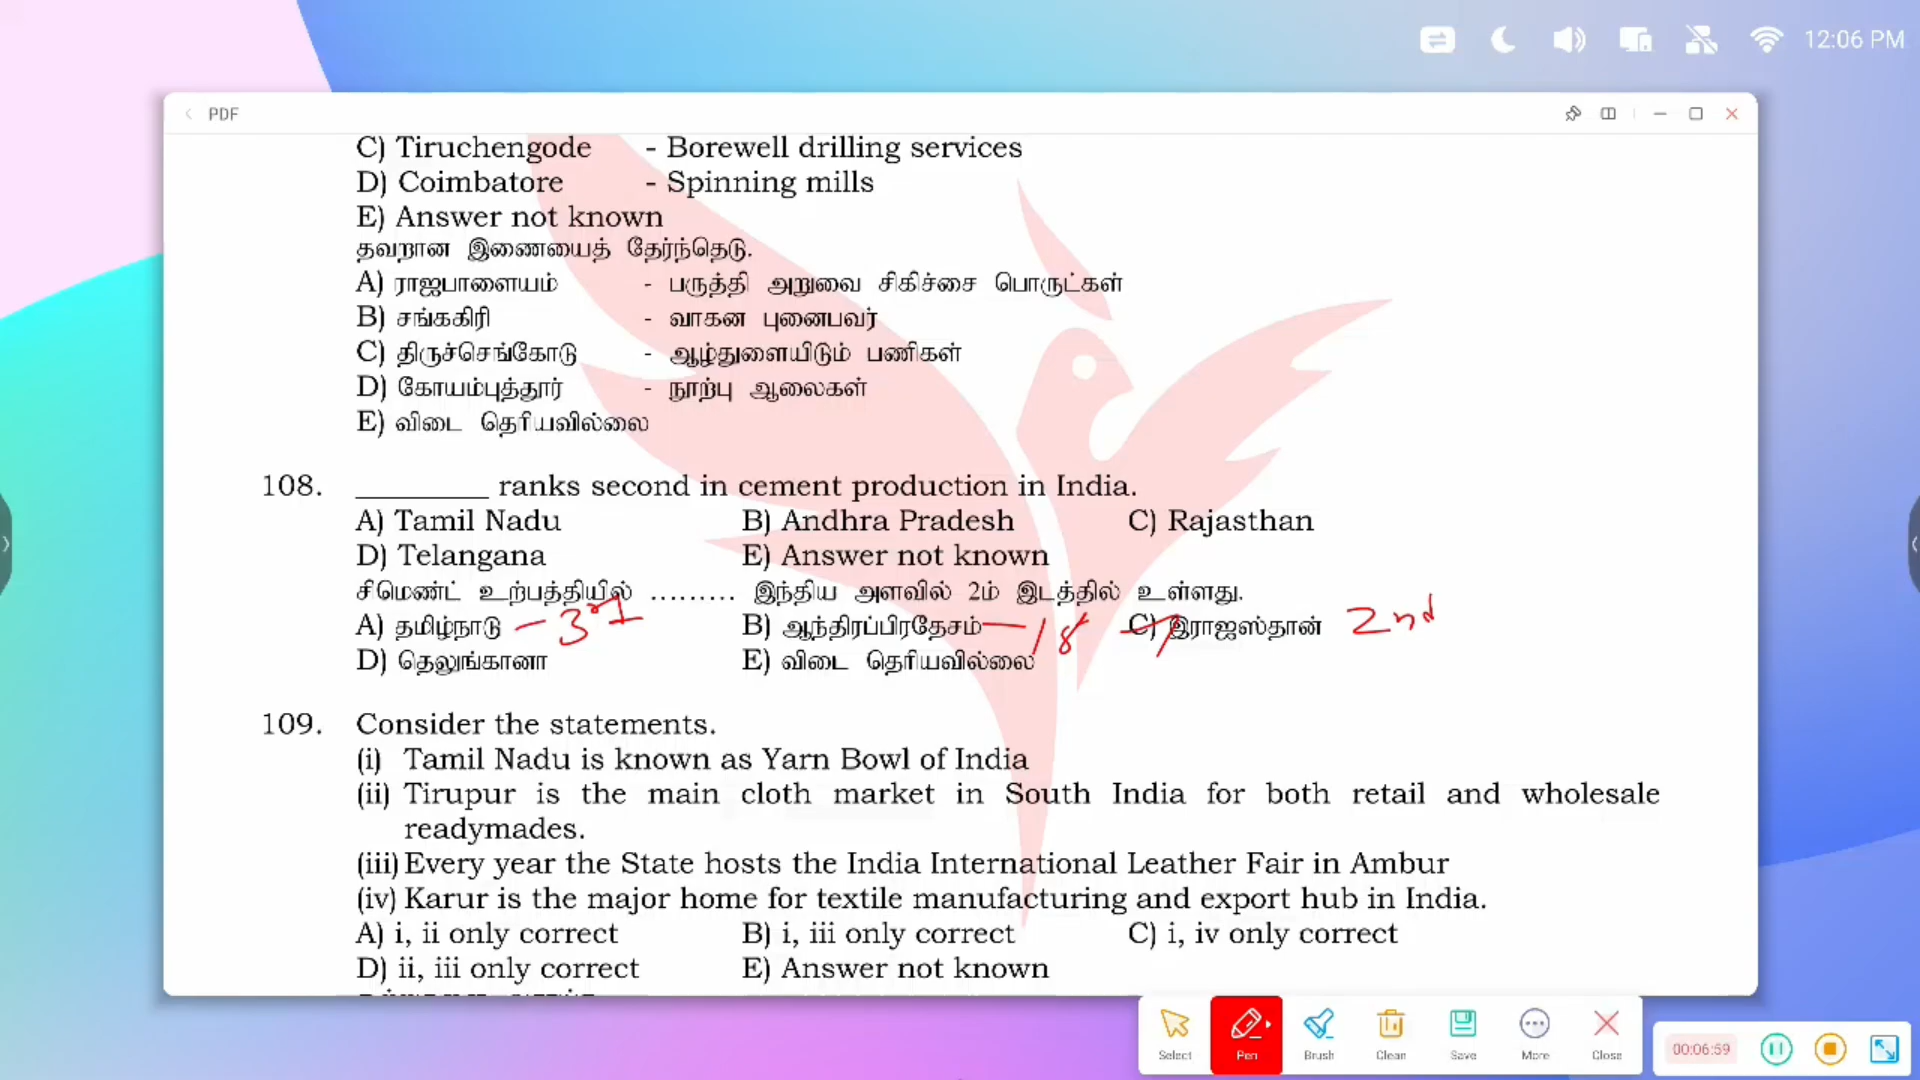 12:06 PM
PDF
C) Tiruchengode - Borewell drilling services
D) Coimbatore - Spinning mills
E) Answer not known
தவறான இணையைத் தேர்ந்தெடு.
A) ராஜபாளையம் - பருத்தி அறுவை சிகிச்சை பொருட்கள்
B) சங்ககிரி - வாகன புனைபவர்
C) திருச்செங்கோடு - ஆழ்துளையிடும் பணிகள்
D) கோயம்புத்தூர் - நூற்பு ஆலைகள்
E) விடை தெரியவில்லை
108. ________ ranks second in cement production in India.
A) Tamil Nadu B) Andhra Pradesh C) Rajasthan
D) Telangana E) Answer not known
சிமெண்ட் உற்பத்தியில் ......... இந்திய அளவில் 2ம் இடத்தில் உள்ளது.
A) தமிழ்நாடு - 3 B) ஆந்திரப்பிரதேசம் - 1st C) இராஜஸ்தான் 2nd
D) தெலுங்கானா E) விடை தெரியவில்லை
109. Consider the statements.
(i) Tamil Nadu is known as Yarn Bowl of India
(ii) Tirupur is the main cloth market in South India for both retail and wholesale
readymades.
(iii) Every year the State hosts the India International Leather Fair in Ambur
(iv) Karur is the major home for textile manufacturing and export hub in India.
A) i, ii only correct B) i, iii only correct C) i, iv only correct
D) ii, iii only correct E) Answer not known
Select Pen Brush Clean Save More Close
00:06:59